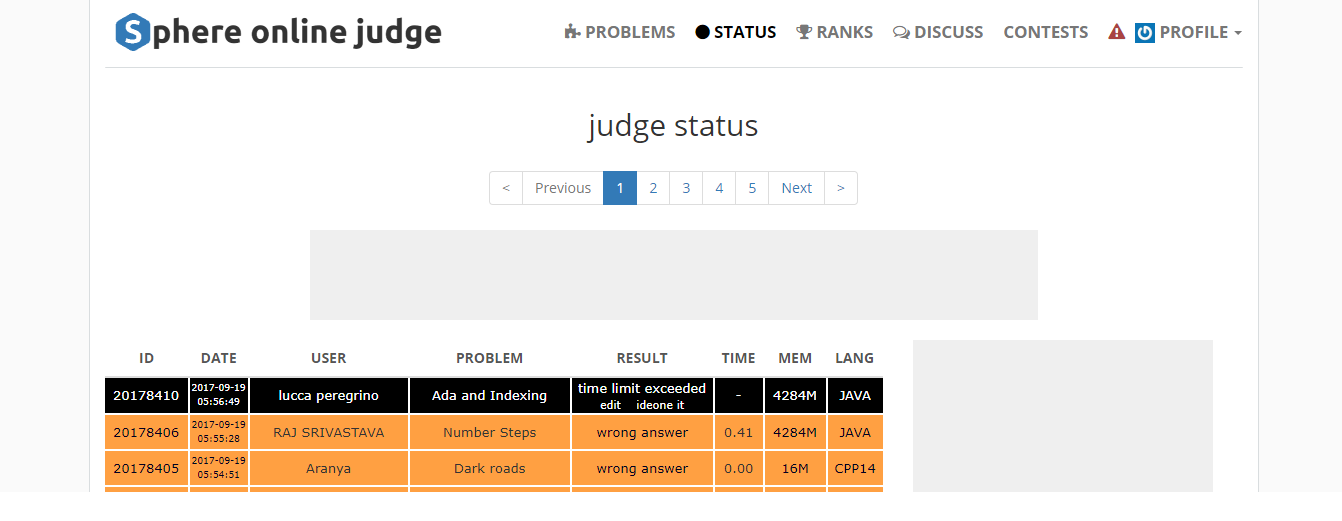 Sphere online judge PROBLEMS STATUS RANKS DISCUSS CONTESTS PROFILE
judge status
< Previous 1 2 3 4 5 Next >
ID DATE USER PROBLEM RESULT TIME MEM LANG
20178410 2017-09-19 05:56:49 lucca peregrino Ada and Indexing time limit exceeded edit ideone it - 4284M JAVA
20178406 2017-09-19 05:55:28 RAJ SRIVASTAVA Number Steps wrong answer 0.41 4284M JAVA
20178405 2017-09-19 05:54:51 Aranya Dark roads wrong answer 0.00 16M CPP14